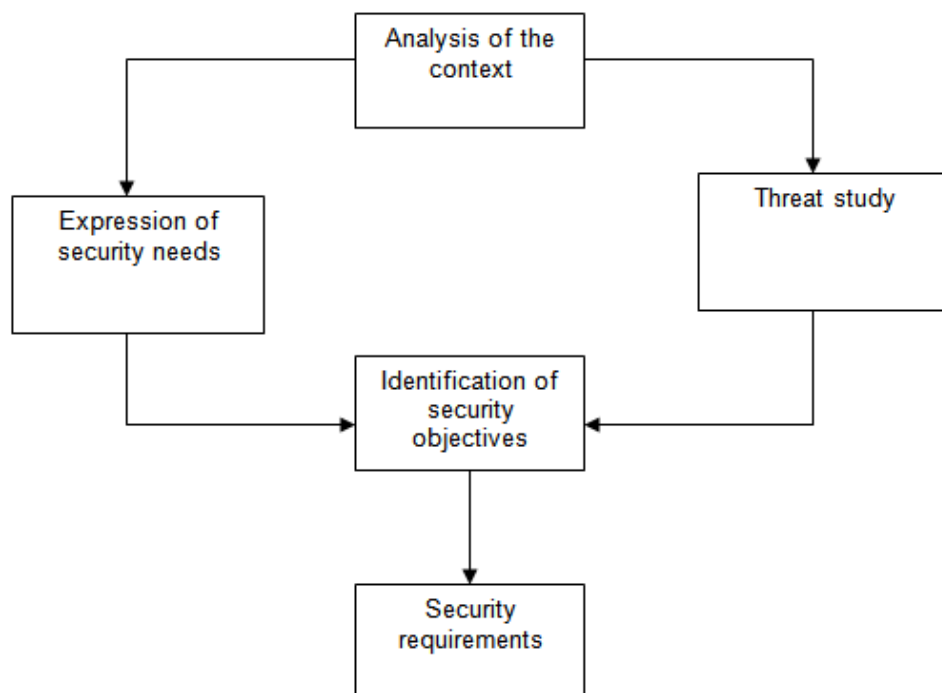 Analysis of the
context
Expression of
security needs
Threat study
Identification of
security
objectives
Security
requirements